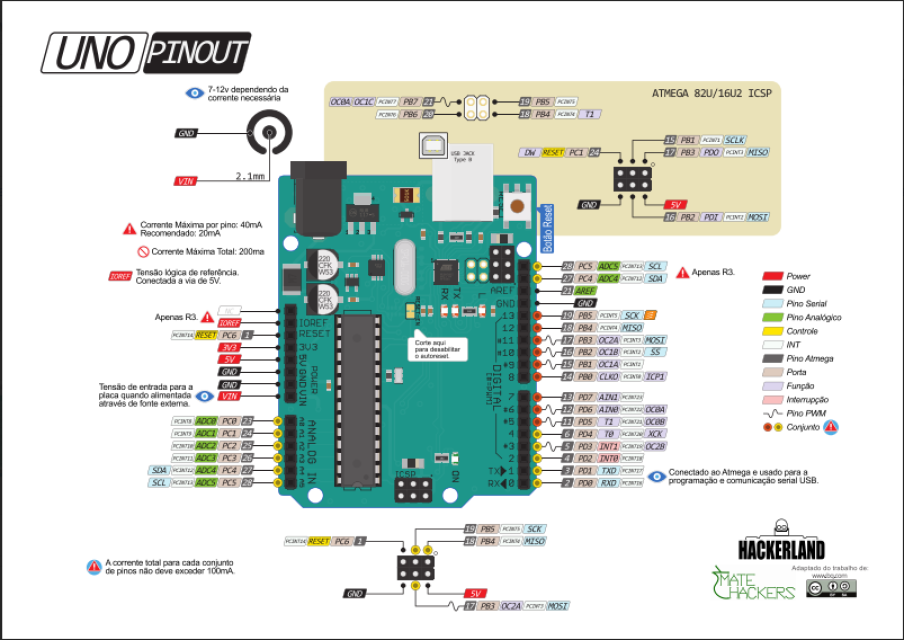 UNO PINOUT
7-12v dependendo da
corrente necessária
GND
VIN
2.1mm
ATMEGA 82U/16U2 ICSP
OC0A OC1C PCINT7 PB7 21
PCINT6 PB6 20
19 PB5 PCINT5
18 PB4 PCINT4 T1
USB JACK
Type B
DW RESET PC1 24
15 PB1 PCINT1 SCLK
17 PB3 PDO PCINT3 MISO
GND
5V
16 PB2 PDI PCINT2 MOSI
Botão Reset
Corrente Máxima por pino: 40mA
Recomendado: 20mA
Corrente Máxima Total: 200ma
IOREF
Tensão lógica de referência.
Conectada a via de 5V.
220
CFK
W53
220
CFK
W53
TX
RX
L
Apenas R3.
NC
IOREF
PCINT14 RESET PC6 1
3V3
5V
GND
GND
VIN
Tensão de entrada para a
placa quando alimentada
através de fonte externa.
IOREF
RESET
3V3
5V
GND
GND
VIN
POWER
ANALOG IN
PCINT8 ADC0 PC0 23
PCINT9 ADC1 PC1 24
PCINT10 ADC2 PC2 25
PCINT11 ADC3 PC3 26
SDA PCINT12 ADC4 PC4 27
SCL PCINT13 ADC5 PC5 28
Corte aqui
para desabilitar
o autoreset.
AREF
GND
13
12
*11
*10
*9
8
7
*6
*5
4
*3
2
TX 1
RX 0
DIGITAL
ICSP
ON
28 PC5 ADC5 PCINT13 SCL
27 PC4 ADC4 PCINT12 SDA
Apenas R3.
21 AREF
GND
19 PB5 PCINT5 SCK
18 PB4 PCINT4 MISO
17 PB3 OC2A PCINT3 MOSI
16 PB2 OC1B PCINT2 SS
15 PB1 OC1A PCINT1
14 PB0 CLKO PCINT0 ICP1
13 PD7 AIN1 PCINT23
12 PD6 AIN0 PCINT22 OC0A
11 PD5 T1 PCINT21 OC0B
6 PD4 T0 PCINT20 XCK
5 PD3 INT1 PCINT19 OC2B
4 PD2 INT0 PCINT18
3 PD1 TXD PCINT17
2 PD0 RXD PCINT16
Conectado ao Atmega e usado para a
programação e comunicação serial USB.
Power
GND
Pino Serial
Pino Analógico
Controle
INT
Pino Atmega
Porta
Função
Interrupção
Pino PWM
Conjunto
A corrente total para cada conjunto
de pinos não deve exceder 100mA.
PCINT14 RESET PC6 1
19 PB5 PCINT5 SCK
18 PB4 PCINT4 MISO
GND
5V
17 PB3 OC2A PCINT3 MOSI
HACKERLAND
MATE
HACKERS
Adaptado do trabalho de:
www.bq.com
cc
BY SA